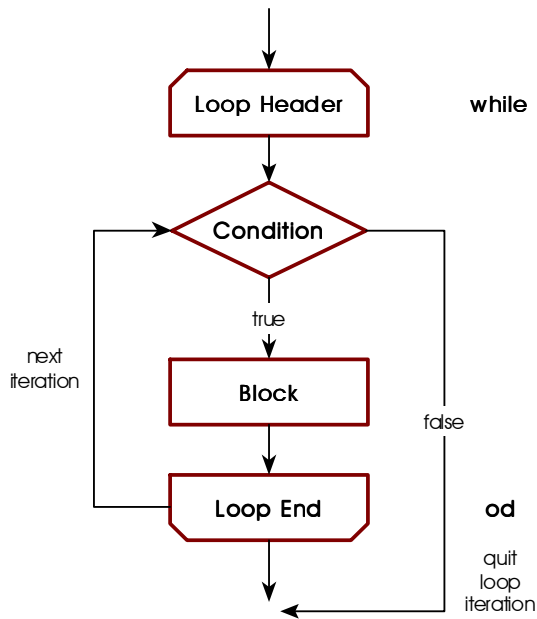 Loop Header
while
Condition
true
next
iteration
Block
false
Loop End
od
quit
loop
iteration